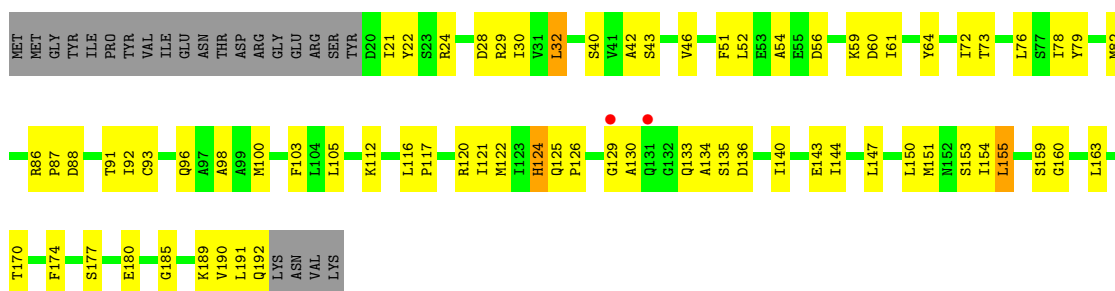 MET MET GLY TYR ILE PRO TYR VAL ILE GLU ASN THR ASP ARG GLY GLU ARG SER TYR D20 I21 Y22 S23 R24 D28 R29 I30 V31 L32 S40 V41 A42 S43 V46 F51 L52 E53 A54 E55 D56 K59 D60 I61 Y64 I72 T73 L76 S77 I78 Y79
R86 P87 D88 T91 I92 C93 Q96 A97 A98 A99 M100 F103 L104 L105 K112 L116 P117 R120 I121 M122 I123 H124 Q125 P126 G129 A130 Q131 G132 Q133 A134 S135 D136 I140 E143 I144 L147 L150 M151 N152 S153 I154 L155 S159 G160 L163
T170 F174 S177 E180 G185 K189 V190 L191 Q192 LYS ASN VAL LYS